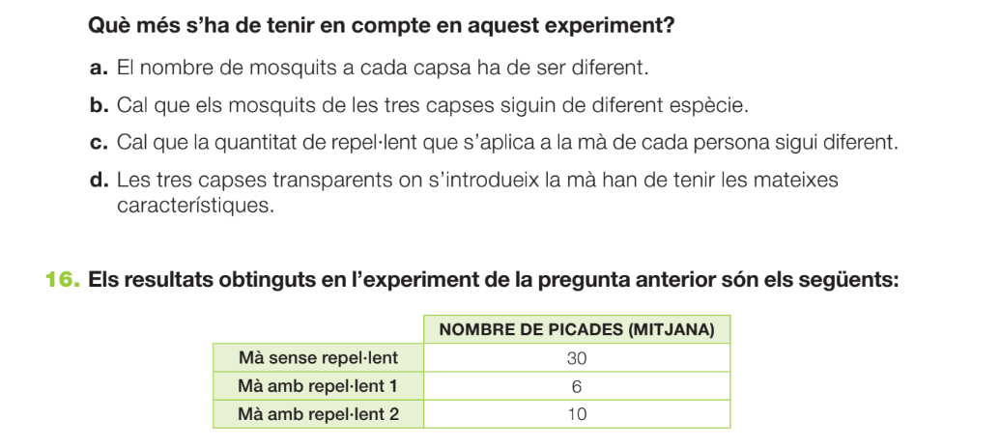 Què més s’ha de tenir en compte en aquest experiment?
a. El nombre de mosquits a cada capsa ha de ser diferent.
b. Cal que els mosquits de les tres capses siguin de diferent espècie.
c. Cal que la quantitat de repel·lent que s’aplica a la mà de cada persona sigui diferent.
d. Les tres capses transparents on s’introdueix la mà han de tenir les mateixes
característiques.
16. Els resultats obtinguts en l’experiment de la pregunta anterior són els següents:
NOMBRE DE PICADES (MITJANA)
Mà sense repel·lent 30
Mà amb repel·lent 1 6
Mà amb repel·lent 2 10